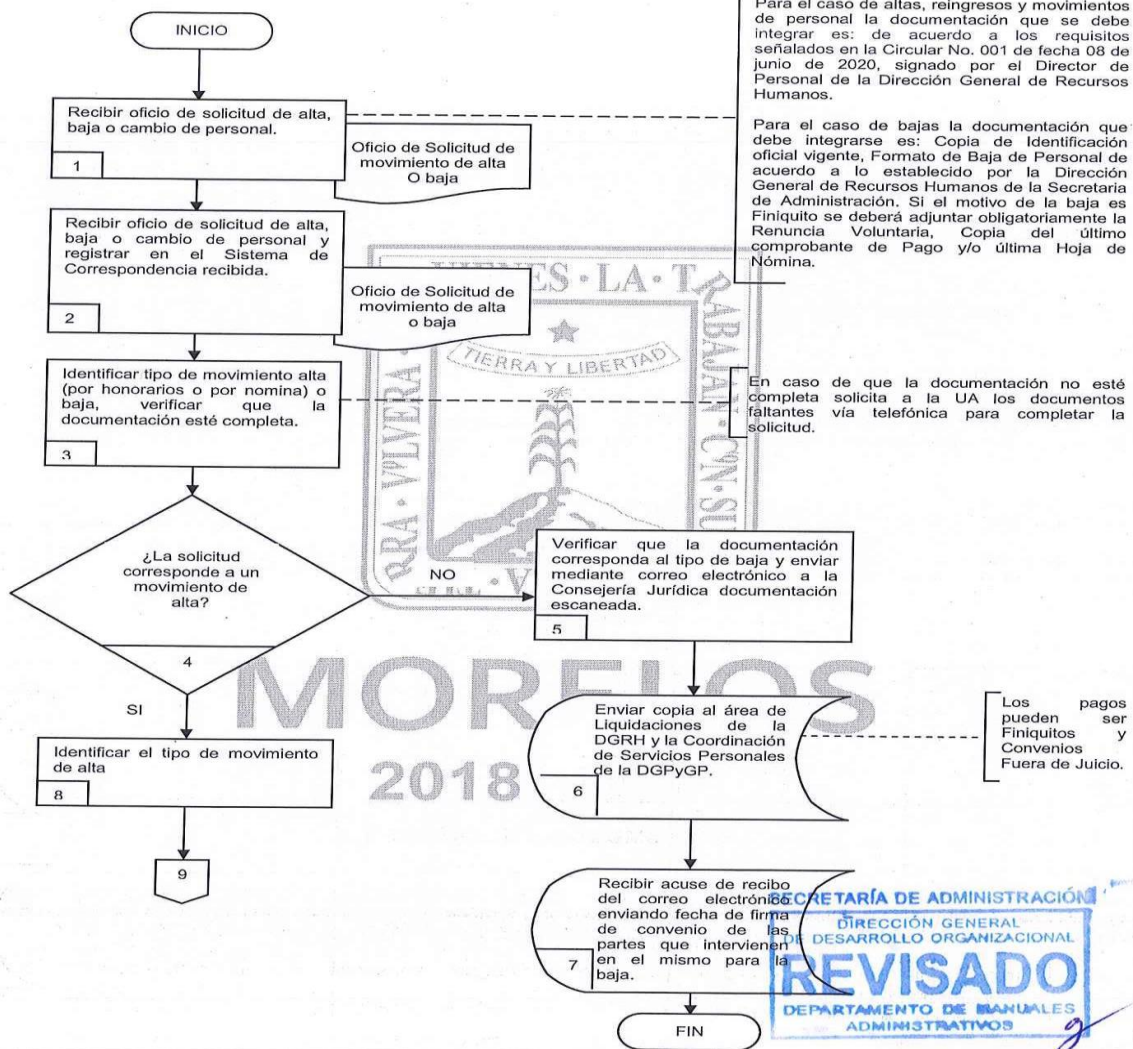 INICIO
Para el caso de altas, reingresos y movimientos
de personal la documentación que se debe
integrar es: de acuerdo a los requisitos
señalados en la Circular No. 001 de fecha 08 de
junio de 2020, signado por el Director de
Personal de la Dirección General de Recursos
Humanos.
Para el caso de bajas la documentación que
debe integrarse es: Copia de Identificación
oficial vigente, Formato de Baja de Personal de
acuerdo a lo establecido por la Dirección
General de Recursos Humanos de la Secretaria
de Administración. Si el motivo de la baja es
Finiquito se deberá adjuntar obligatoriamente la
Renuncia Voluntaria, Copia del último
comprobante de Pago y/o última Hoja de
Nómina.
Recibir oficio de solicitud de alta,
baja o cambio de personal.
1
Oficio de Solicitud de
movimiento de alta
O baja
Recibir oficio de solicitud de alta,
baja o cambio de personal y
registrar en el Sistema de
Correspondencia recibida.
2
Oficio de Solicitud de
movimiento de alta
o baja
Identificar tipo de movimiento alta
(por honorarios o por nomina) o
baja, verificar que la
documentación esté completa.
3
En caso de que la documentación no esté
completa solicita a la UA los documentos
faltantes vía telefónica para completar la
solicitud.
¿La solicitud
corresponde a un
movimiento de
alta?
4
NO
SI
Verificar que la documentación
corresponda al tipo de baja y enviar
mediante correo electrónico a la
Consejería Jurídica documentación
escaneada.
5
Enviar copia al área de
Liquidaciones de la
DGRH y la Coordinación
de Servicios Personales
de la DGPyGP.
6
Los pagos
pueden ser
Finiquitos y
Convenios
Fuera de Juicio.
Identificar el tipo de movimiento
de alta
8
9
Recibir acuse de recibo
del correo electrónico
enviando fecha de firma
de convenio de las
partes que intervienen
en el mismo para la
baja.
7
FIN
TIERRA Y LIBERTAD
MORELOS
2018
SECRETARÍA DE ADMINISTRACIÓN
DIRECCIÓN GENERAL
DE DESARROLLO ORGANIZACIONAL
REVISADO
DEPARTAMENTO DE MANUALES
ADMINISTRATIVOS